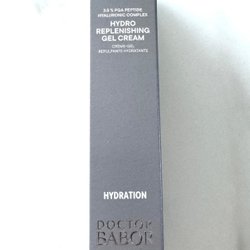 3.5 % PGA PEPTIDE
HYALURONIC COMPLEX
HYDRO
REPLENISHING
GEL CREAM
CRÈME-GEL
REPULPANTE HYDRATANTE
HYDRATION
DOCTOR
BABOR